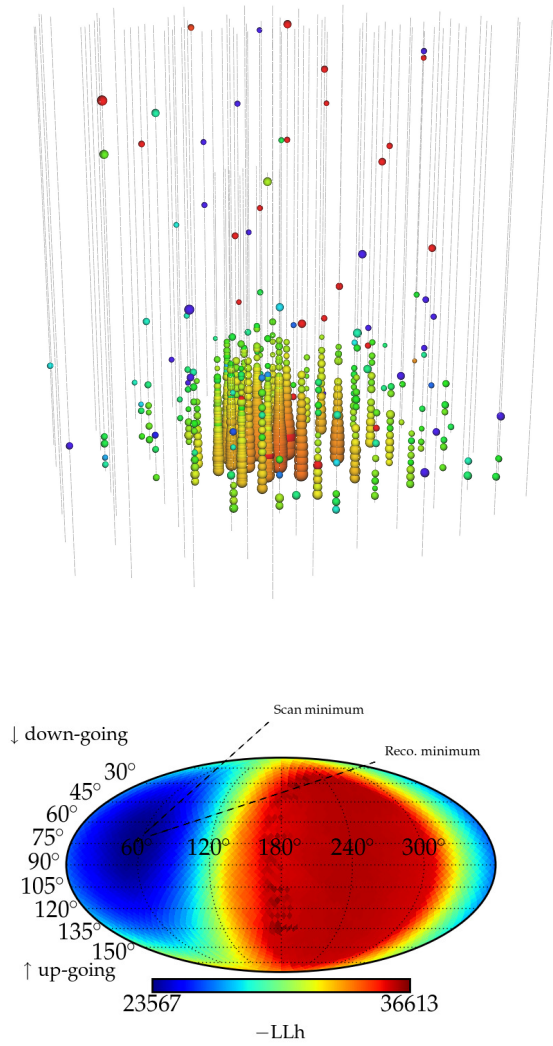 Scan minimum
↓ down-going
Reco. minimum
30°
45°
60°
75°
60° 120° 180° 240° 300°
90°
105°
120°
135°
150°
↑ up-going
23567 36613
−LLh